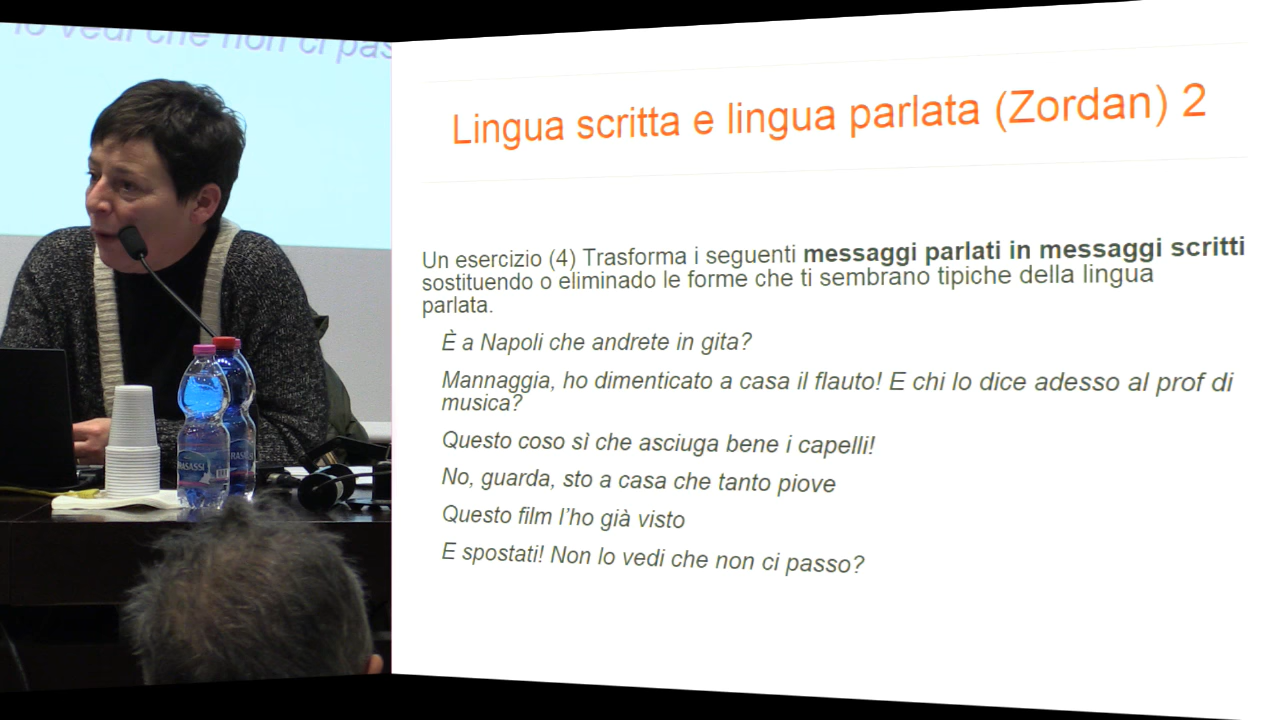 lo vedi che non ci pas
Lingua scritta e lingua parlata (Zordan) 2
Un esercizio (4) Trasforma i seguenti messaggi parlati in messaggi scritti
sostituendo o eliminado le forme che ti sembrano tipiche della lingua
parlata.
È a Napoli che andrete in gita?
Mannaggia, ho dimenticato a casa il flauto! E chi lo dice adesso al prof di
musica?
Questo coso sì che asciuga bene i capelli!
No, guarda, sto a casa che tanto piove
Questo film l'ho già visto
E spostati! Non lo vedi che non ci passo?
RASASSI
RAS